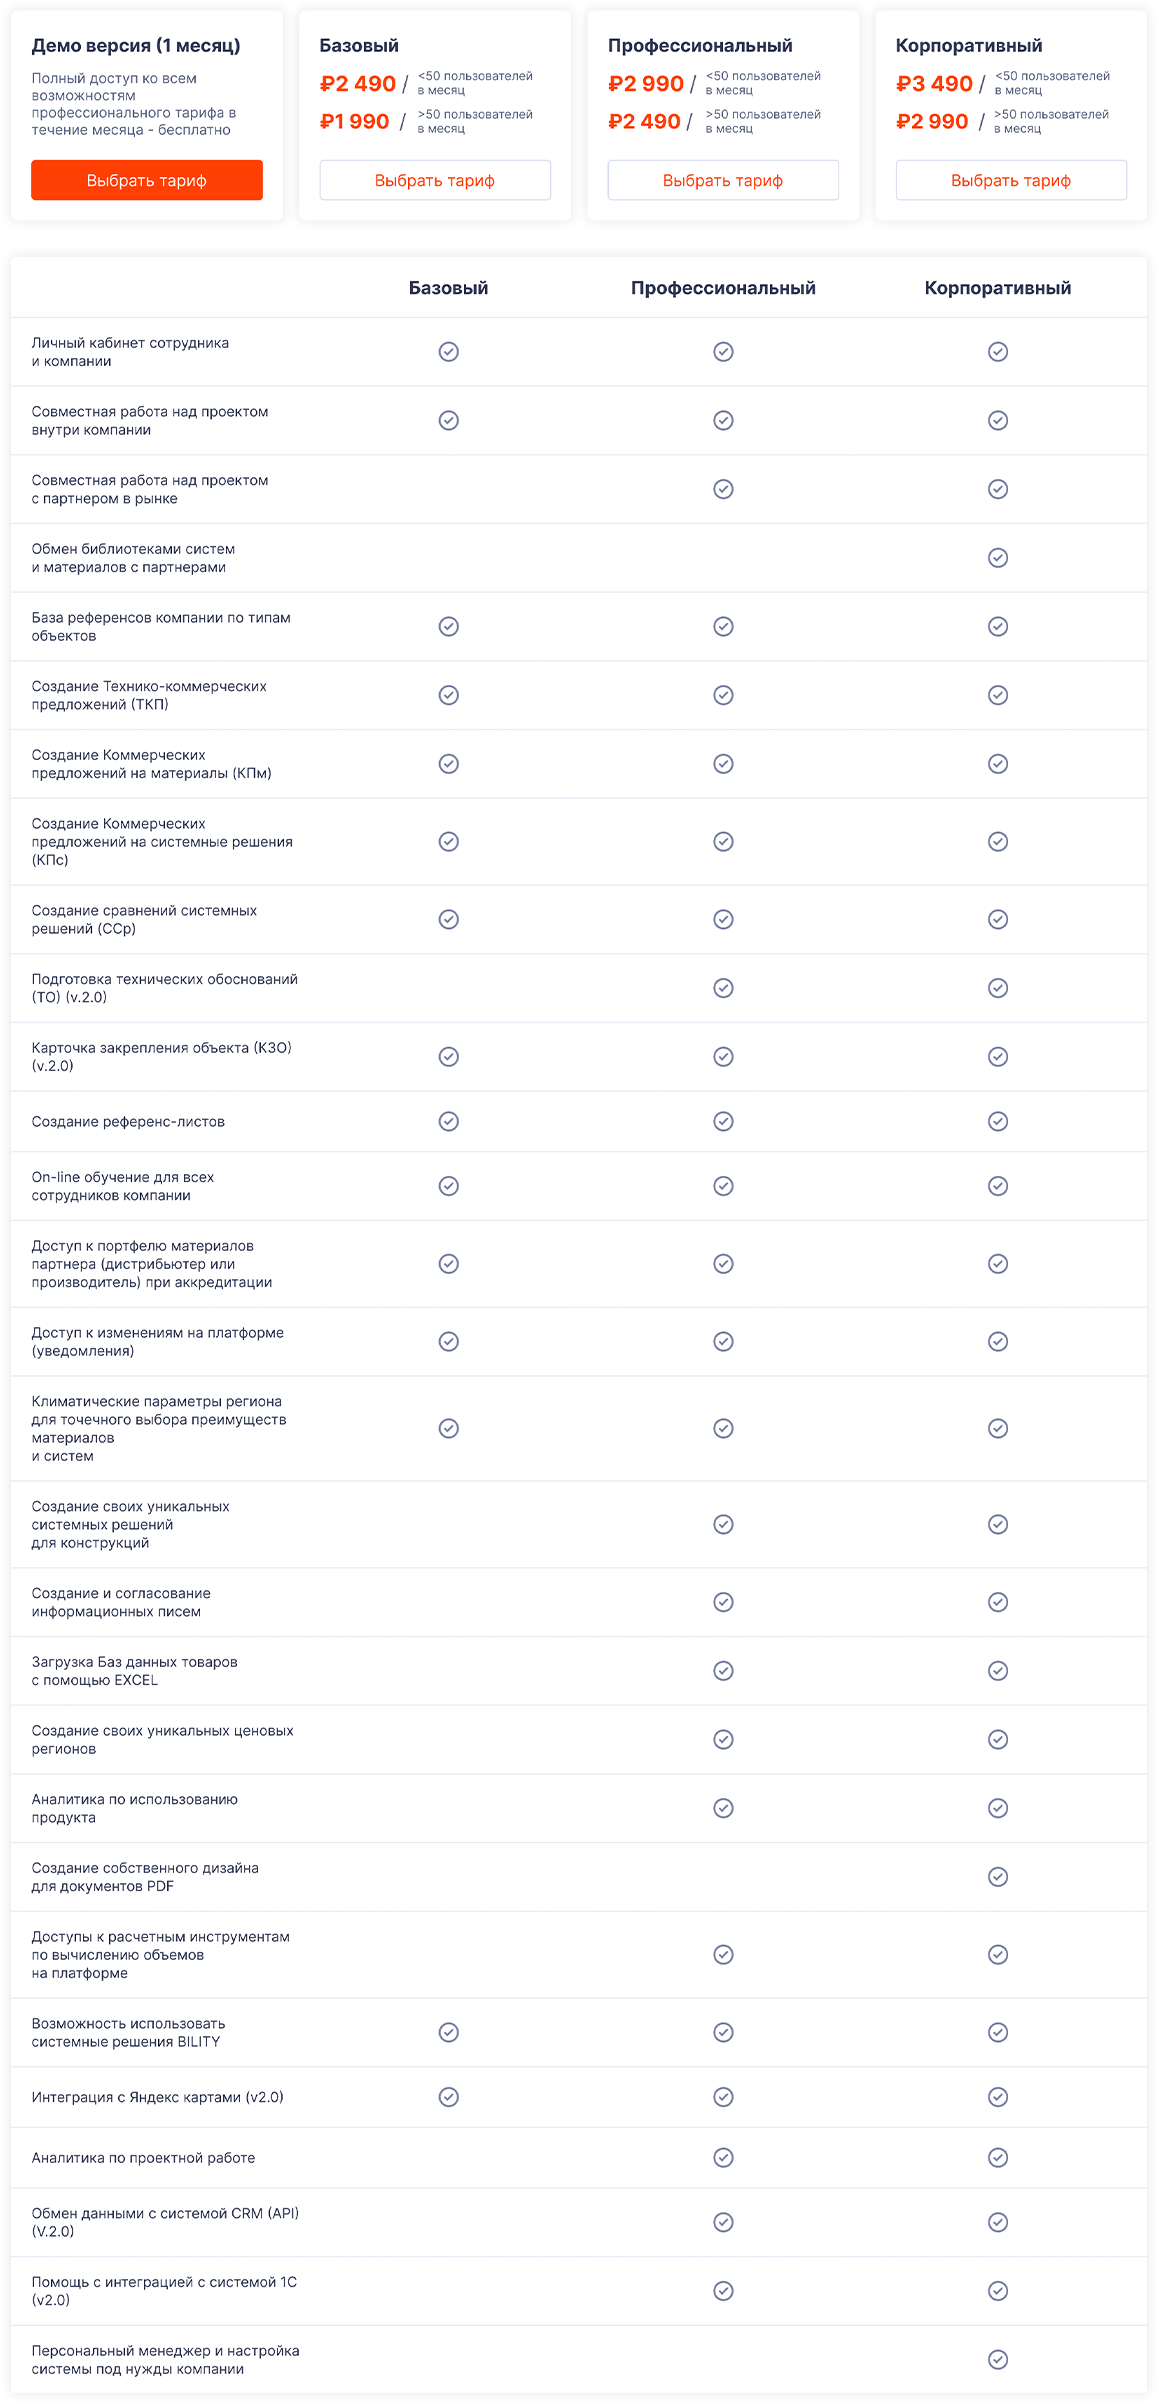 Демо версия (1 месяц)
Полный доступ ко всем
возможностям
профессионального тарифа в
течение месяца - бесплатно
Выбрать тариф
Базовый
₽2 490 / <50 пользователей
в месяц
₽1 990 / >50 пользователей
в месяц
Выбрать тариф
Профессиональный
₽2 990 / <50 пользователей
в месяц
₽2 490 / >50 пользователей
в месяц
Выбрать тариф
Корпоративный
₽3 490 / <50 пользователей
в месяц
₽2 990 / >50 пользователей
в месяц
Выбрать тариф
Базовый Профессиональный Корпоративный
Личный кабинет сотрудника
и компании
Совместная работа над проектом
внутри компании
Совместная работа над проектом
с партнером в рынке
Обмен библиотеками систем
и материалов с партнерами
База референсов компании по типам
объектов
Создание Технико-коммерческих
предложений (ТКП)
Создание Коммерческих
предложений на материалы (КПм)
Создание Коммерческих
предложений на системные решения
(КПс)
Создание сравнений системных
решений (ССр)
Подготовка технических обоснований
(ТО) (v.2.0)
Карточка закрепления объекта (КЗО)
(v.2.0)
Создание референс-листов
On-line обучение для всех
сотрудников компании
Доступ к портфелю материалов
партнера (дистрибьютер или
производитель) при аккредитации
Доступ к изменениям на платформе
(уведомления)
Климатические параметры региона
для точечного выбора преимуществ
материалов
и систем
Создание своих уникальных
системных решений
для конструкций
Создание и согласование
информационных писем
Загрузка Баз данных товаров
с помощью EXCEL
Создание своих уникальных ценовых
регионов
Аналитика по использованию
продукта
Создание собственного дизайна
для документов PDF
Доступы к расчетным инструментам
по вычислению объемов
на платформе
Возможность использовать
системные решения BILITY
Интеграция с Яндекс картами (v2.0)
Аналитика по проектной работе
Обмен данными с системой CRM (API)
(V.2.0)
Помощь с интеграцией с системой 1С
(v2.0)
Персональный менеджер и настройка
системы под нужды компании